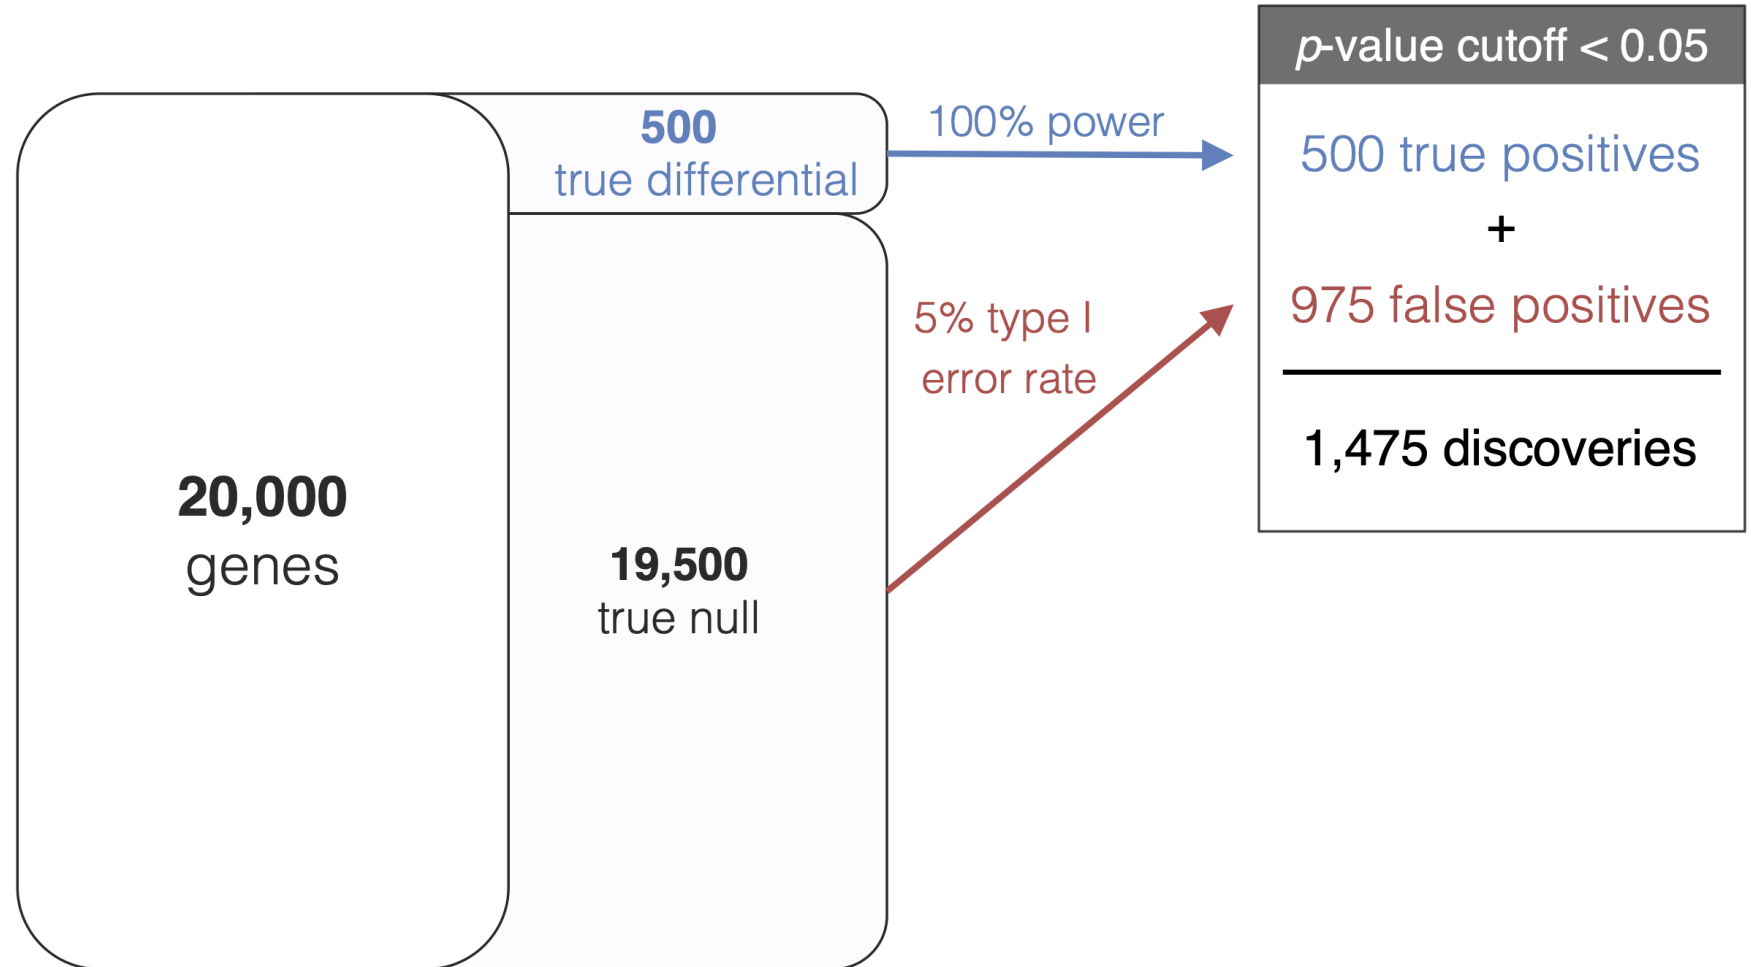 20,000
genes
500
true differential
19,500
true null
100% power
5% type I
error rate
p-value cutoff < 0.05
500 true positives
+
975 false positives
1,475 discoveries